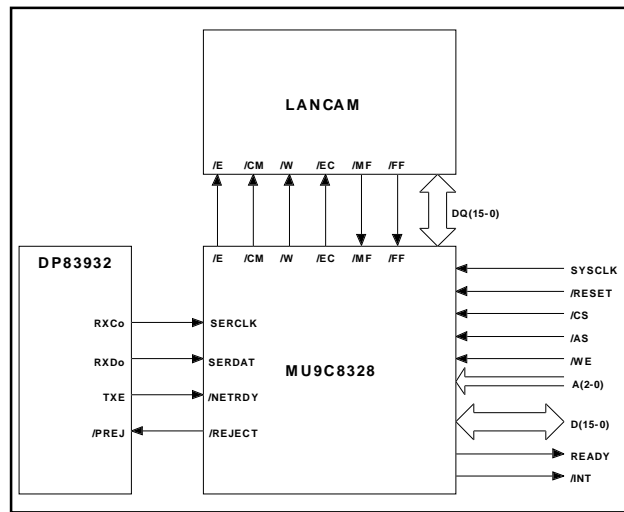 LANCAM
/E /CM /W /EC /MF /FF
DQ(15-0)
DP83932
/E /CM /W /EC /MF /FF
SYSCLK
/RESET
RXCo
SERCLK
/CS
/AS
RXDo
SERDAT
/WE
MU9C8328
A(2-0)
TXE
/NETRDY
D(15-0)
/PREJ
/REJECT
READY
/INT